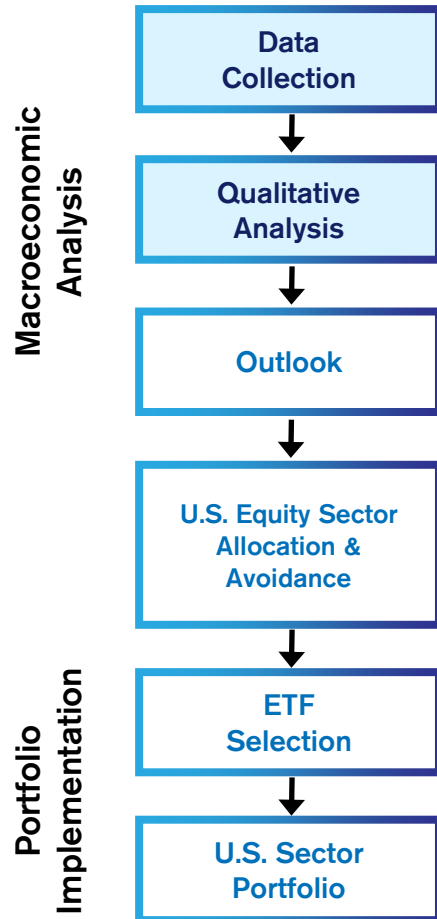 Macroeconomic
Analysis
Data
Collection
Qualitative
Analysis
Outlook
U.S. Equity Sector
Allocation &
Avoidance
Portfolio
Implementation
ETF
Selection
U.S. Sector
Portfolio